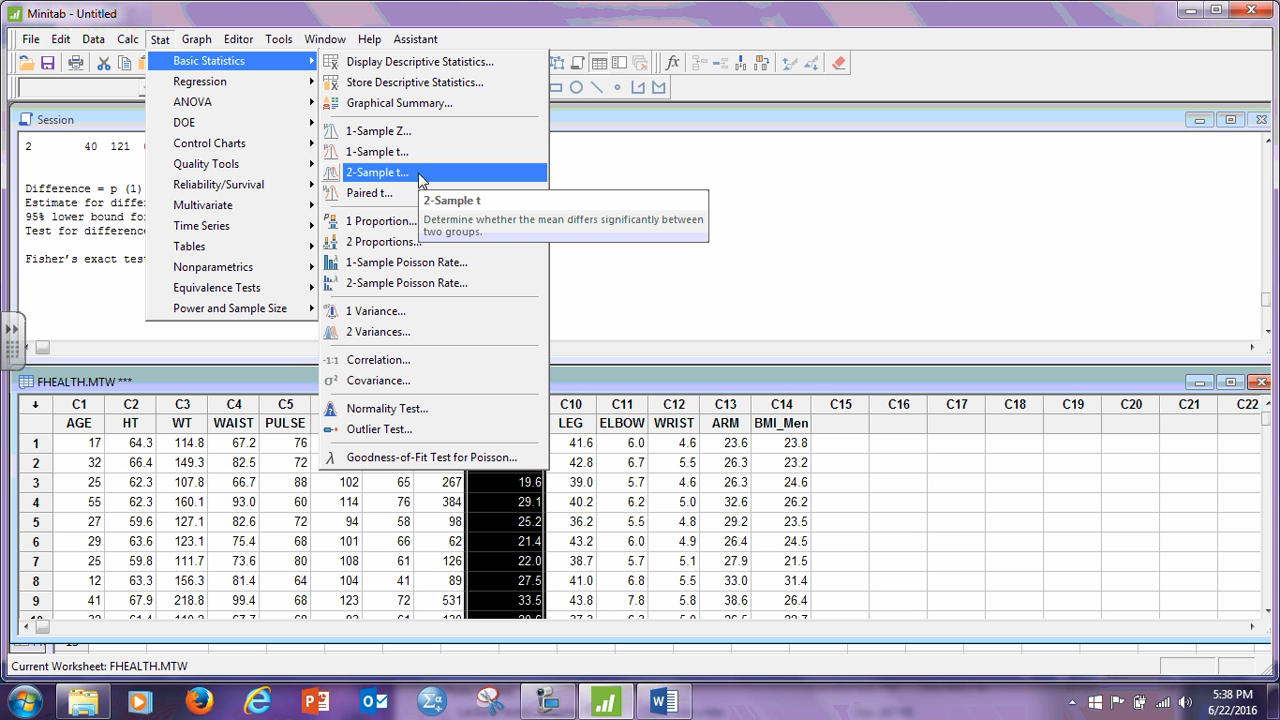 Minitab - Untitled
File Edit Data Calc Stat Graph Editor Tools Window Help Assistant
Basic Statistics
Regression
ANOVA
DOE
Control Charts
Quality Tools
Reliability/Survival
Multivariate
Time Series
Tables
Nonparametrics
Equivalence Tests
Power and Sample Size
Display Descriptive Statistics...
Store Descriptive Statistics...
Graphical Summary...
1-Sample Z...
1-Sample t...
2-Sample t...
Paired t...
1 Proportion...
2 Proportions...
1-Sample Poisson Rate...
2-Sample Poisson Rate...
1 Variance...
2 Variances...
Correlation...
Covariance...
Normality Test...
Outlier Test...
Goodness-of-Fit Test for Poisson...
2-Sample t
Determine whether the mean differs significantly between
two groups.
Session
2 40 121
Difference = p (1)
Estimate for dif
95% lower bound fo
Test for differenc
Fisher's exact tes
FHEALTH.MTW ***
C1 C2 C3 C4 C5 C10 C11 C12 C13 C14 C15 C16 C17 C18 C19 C20 C21 C22
AGE HT WT WAIST PULSE LEG ELBOW WRIST ARM BMI_Men
1 17 64.3 114.8 67.2 76 41.6 6.0 4.6 23.6 23.8
2 32 66.4 149.3 82.5 72 42.8 6.7 5.5 26.3 23.2
3 25 62.3 107.8 66.7 88 102 65 267 19.6 39.0 5.7 4.6 26.3 24.6
4 55 62.3 160.1 93.0 60 114 76 384 29.1 40.2 6.2 5.0 32.6 26.2
5 27 59.6 127.1 82.6 72 94 58 98 25.2 36.2 5.5 4.8 29.2 23.5
6 29 63.6 123.1 75.4 68 101 66 62 21.4 43.2 6.0 4.9 26.4 24.5
7 25 59.8 111.7 73.6 80 104 61 126 22.0 38.7 5.7 5.1 27.9 21.5
8 12 63.3 156.3 81.4 64 104 41 89 27.5 41.0 6.8 5.5 33.0 31.4
9 41 67.9 218.8 99.4 68 123 72 531 33.5 43.8 7.8 5.8 38.6 26.4
Current Worksheet: FHEALTH.MTW
5:38 PM
6/22/2016